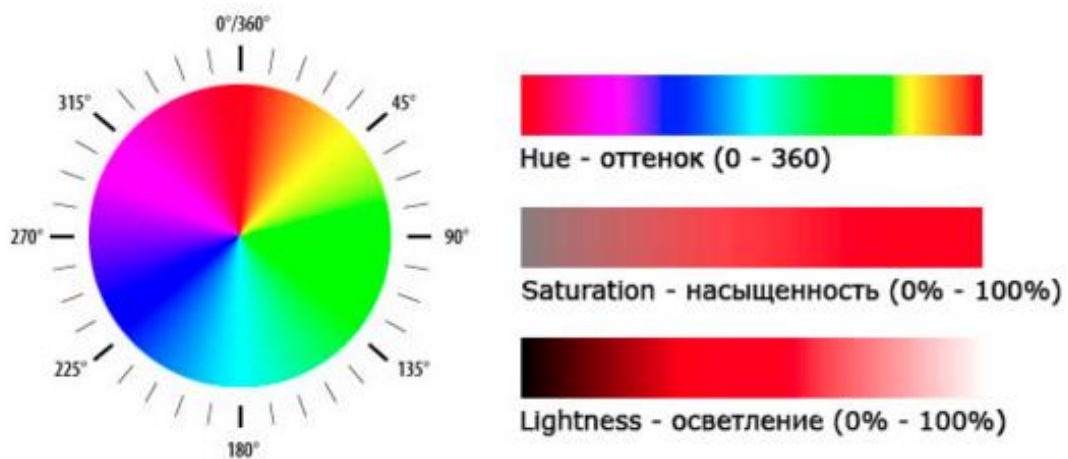 0°/360°
45°
90°
135°
180°
225°
270°
315°
Hue - оттенок (0 - 360)
Saturation - насыщенность (0% - 100%)
Lightness - осветление (0% - 100%)